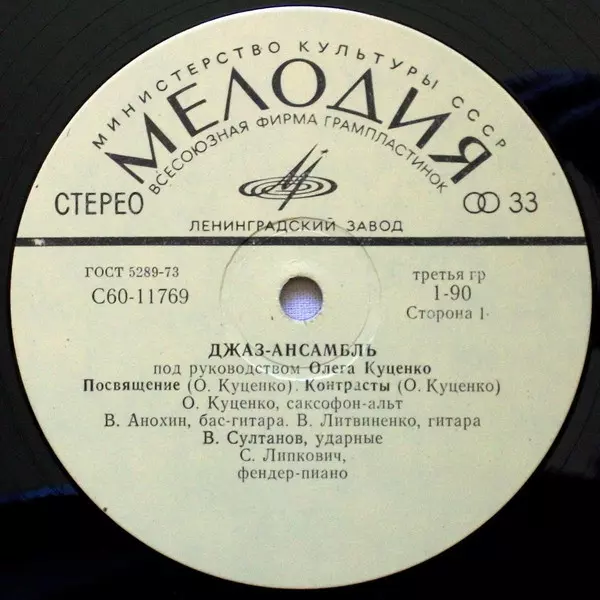 МИНИСТЕРСТВО КУЛЬТУРЫ СССР
МЕЛОДИЯ
ВСЕСОЮЗНАЯ ФИРМА ГРАМПЛАСТИНОК
СТЕРЕО
33
ЛЕНИНГРАДСКИЙ ЗАВОД
ГОСТ 5289-73
третья гр
С60-11769
1-90
Сторона 1
ДЖАЗ-АНСАМБЛЬ
под руководством Олега Куценко
Посвящение (О. Куценко). Контрасты (О. Куценко)
О. Куценко, саксофон-альт
В. Анохин, бас-гитара. В. Литвиненко, гитара
В. Султанов, ударные
С. Липкович,
фендер-пиано